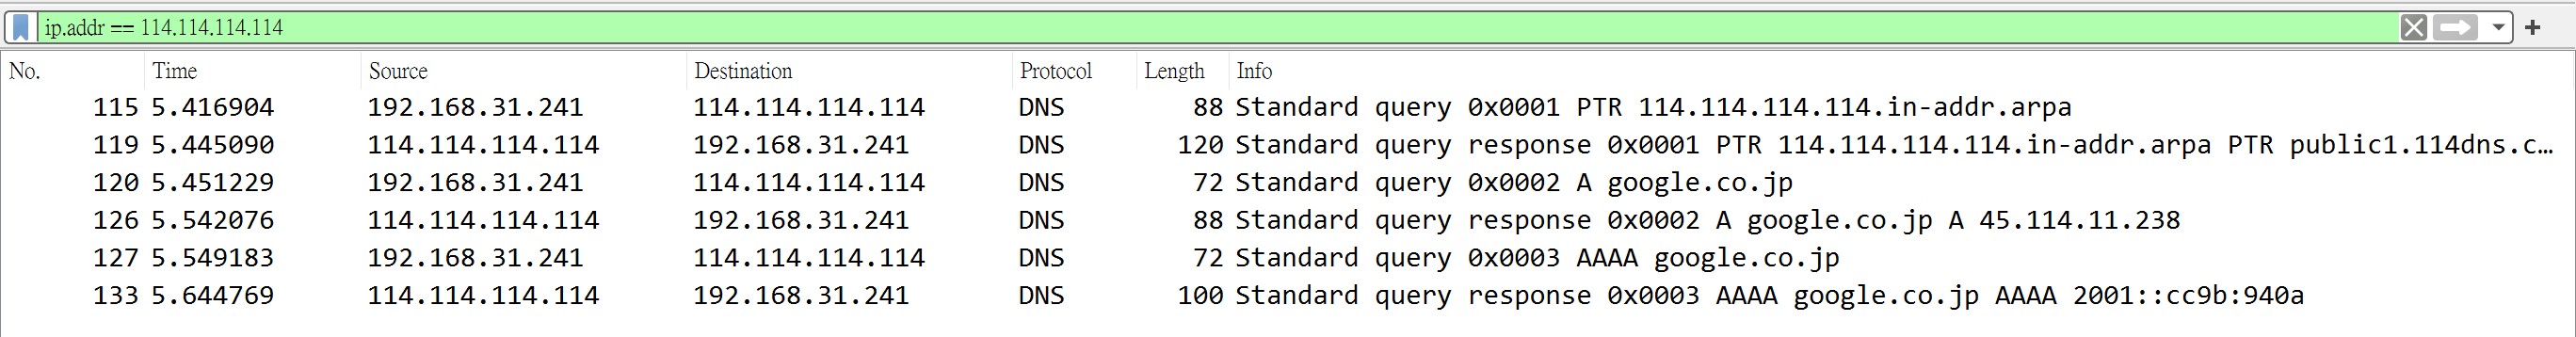 ip.addr == 114.114.114.114
No. Time Source Destination Protocol Length Info
115 5.416904 192.168.31.241 114.114.114.114 DNS 88 Standard query 0x0001 PTR 114.114.114.114.in-addr.arpa
119 5.445090 114.114.114.114 192.168.31.241 DNS 120 Standard query response 0x0001 PTR 114.114.114.114.in-addr.arpa PTR public1.114dns.c…
120 5.451229 192.168.31.241 114.114.114.114 DNS 72 Standard query 0x0002 A google.co.jp
126 5.542076 114.114.114.114 192.168.31.241 DNS 88 Standard query response 0x0002 A google.co.jp A 45.114.11.238
127 5.549183 192.168.31.241 114.114.114.114 DNS 72 Standard query 0x0003 AAAA google.co.jp
133 5.644769 114.114.114.114 192.168.31.241 DNS 100 Standard query response 0x0003 AAAA google.co.jp AAAA 2001::cc9b:940a